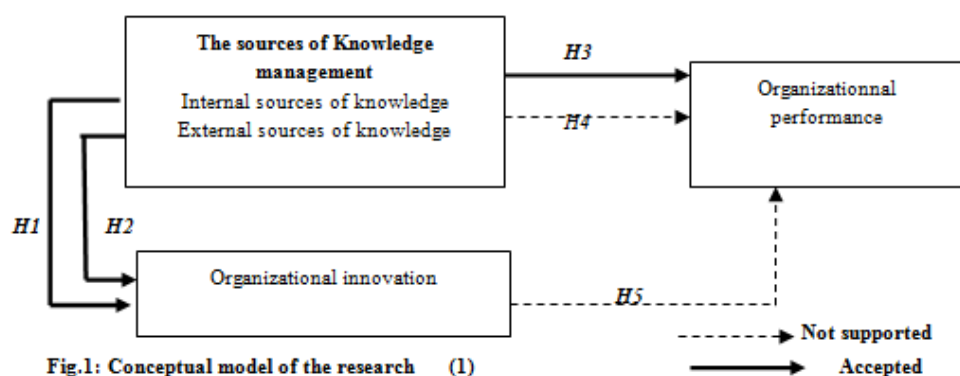 The sources of Knowledge
management
Internal sources of knowledge
External sources of knowledge
H3
H4
Organizationnal
performance
H1
H2
Organizational innovation
H5
Not supported
Accepted
Fig.1: Conceptual model of the research (1)